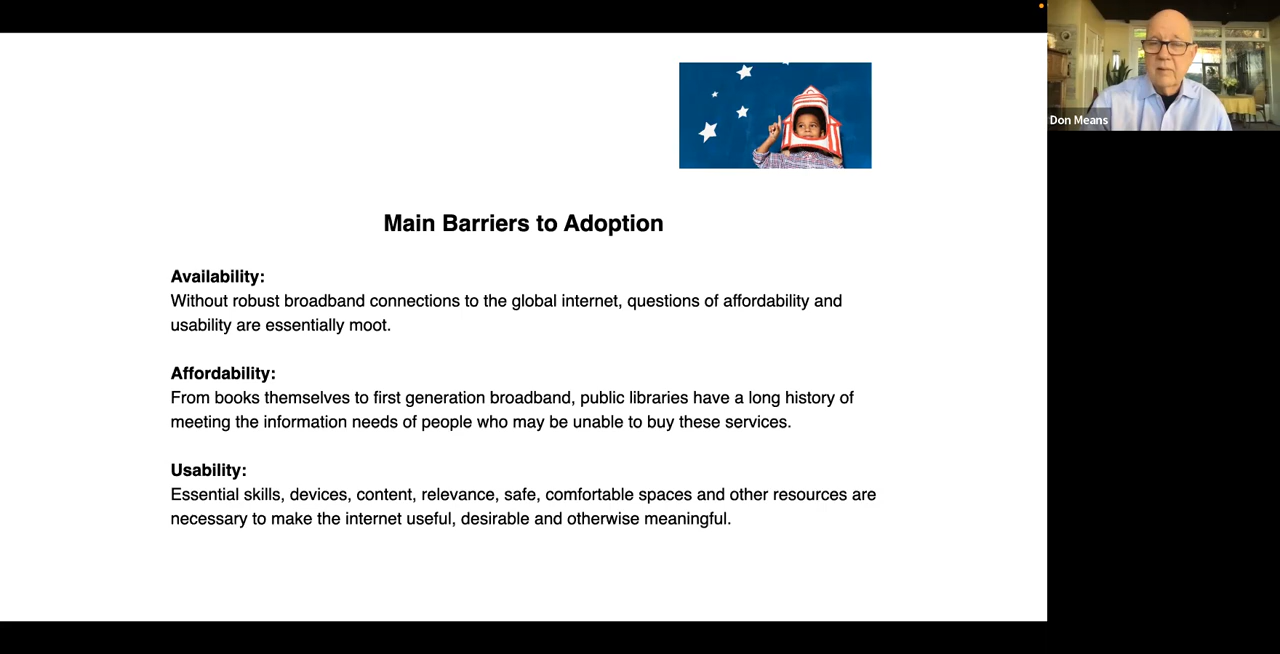 Don Means
Main Barriers to Adoption
Availability:
Without robust broadband connections to the global internet, questions of affordability and
usability are essentially moot.
Affordability:
From books themselves to first generation broadband, public libraries have a long history of
meeting the information needs of people who may be unable to buy these services.
Usability:
Essential skills, devices, content, relevance, safe, comfortable spaces and other resources are
necessary to make the internet useful, desirable and otherwise meaningful.